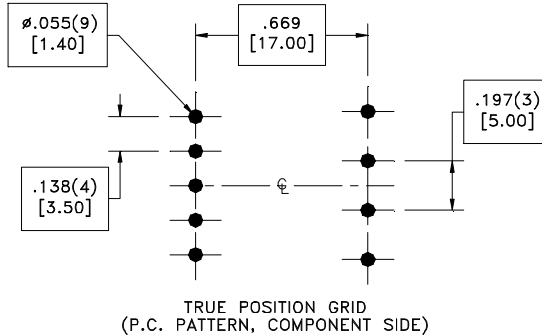 ø.055(9)
[1.40]
.669
[17.00]
.197(3)
[5.00]
.138(4)
[3.50]
℄
TRUE POSITION GRID
(P.C. PATTERN, COMPONENT SIDE)